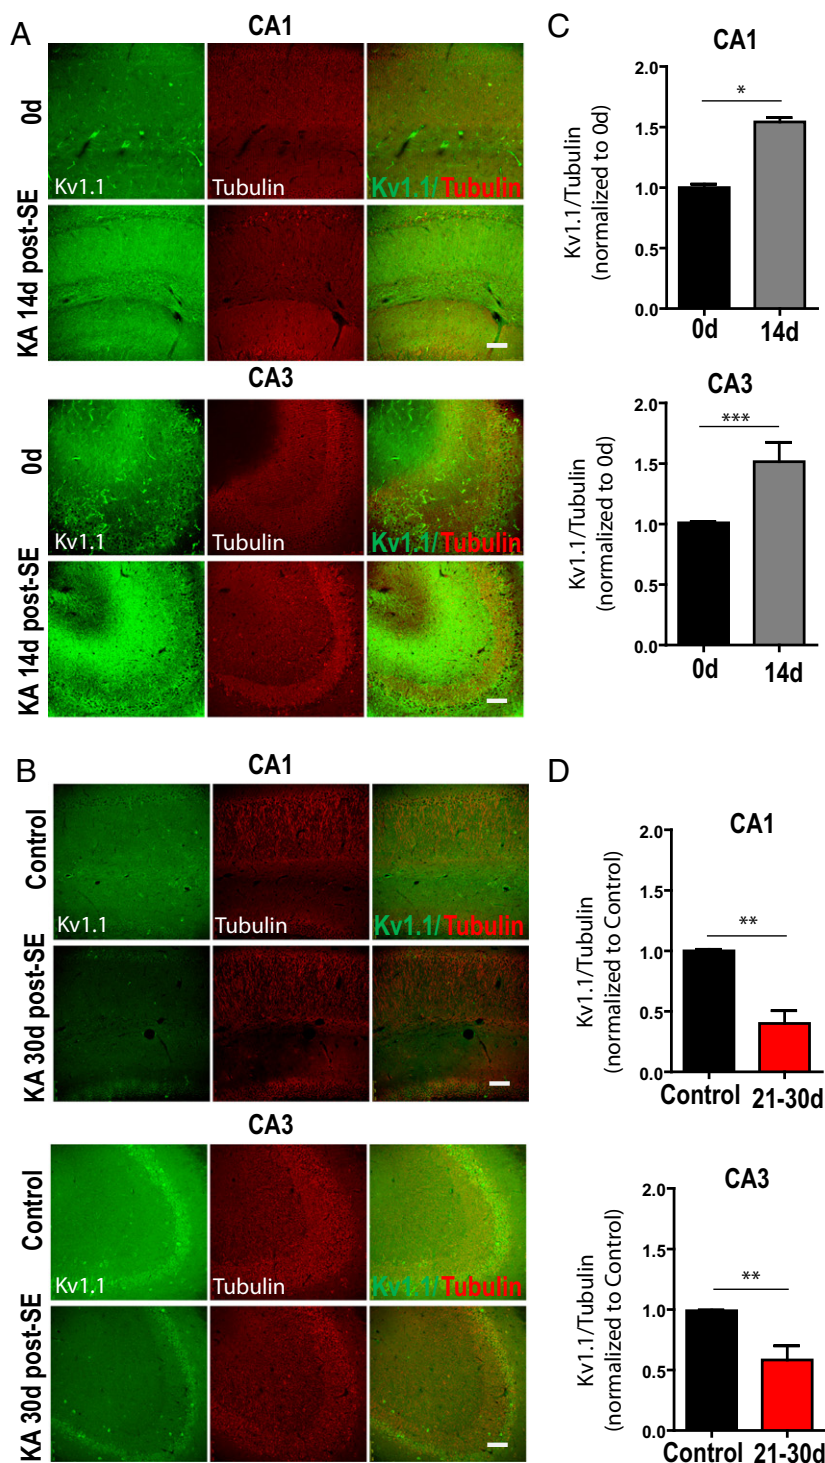 A
CA1
0d
Kv1.1
Tubulin
Kv1.1/Tubulin
KA 14d post-SE
CA3
0d
Kv1.1
Tubulin
Kv1.1/Tubulin
KA 14d post-SE
B
CA1
Control
Kv1.1
Tubulin
Kv1.1/Tubulin
KA 30d post-SE
CA3
Control
Kv1.1
Tubulin
Kv1.1/Tubulin
KA 30d post-SE
C
CA1
Kv1.1/Tubulin
(normalized to 0d)
2.0
1.5
1.0
0.5
0.0
*
0d
14d
CA3
Kv1.1/Tubulin
(normalized to 0d)
2.0
1.5
1.0
0.5
0.0
***
0d
14d
D
CA1
Kv1.1/Tubulin
(normalized to Control)
2.0
1.5
1.0
0.5
0.0
**
Control
21-30d
CA3
Kv1.1/Tubulin
(normalized to Control)
2.0
1.5
1.0
0.5
0.0
**
Control
21-30d